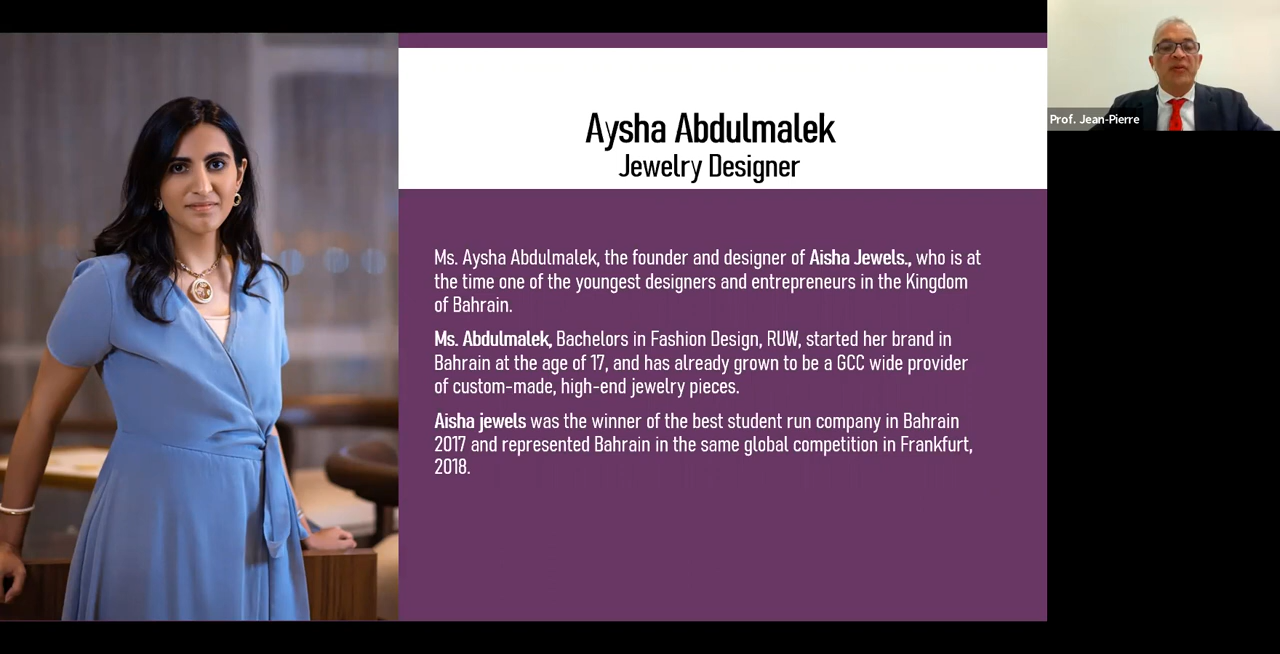 Aysha Abdulmalek
Jewelry Designer
Ms. Aysha Abdulmalek, the founder and designer of Aisha Jewels., who is at
the time one of the youngest designers and entrepreneurs in the Kingdom
of Bahrain.
Ms. Abdulmalek, Bachelors in Fashion Design, RUW, started her brand in
Bahrain at the age of 17, and has already grown to be a GCC wide provider
of custom-made, high-end jewelry pieces.
Aisha jewels was the winner of the best student run company in Bahrain
2017 and represented Bahrain in the same global competition in Frankfurt,
2018.
Prof. Jean-Pierre